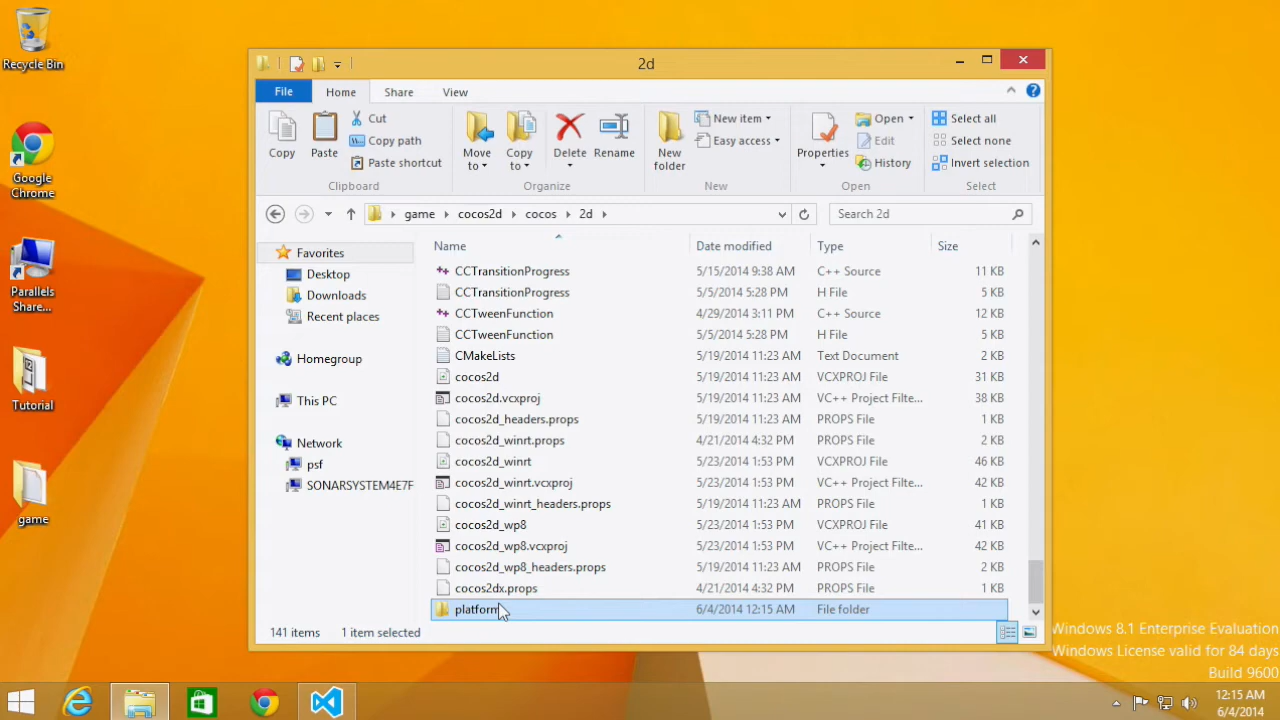 Recycle Bin
Google
Chrome
Parallels
Share...
Tutorial
game
2d
File
Home
Share
View
Copy
Paste
Cut
Copy path
Paste shortcut
Clipboard
Move
to
Copy
to
Delete
Rename
Organize
New
folder
New item
Easy access
New
Properties
Open
Edit
History
Open
Select all
Select none
Invert selection
Select
game
cocos2d
cocos
2d
Search 2d
Favorites
Desktop
Downloads
Recent places
Homegroup
This PC
Network
psf
SONARSYSTEM4E7F
Name Date modified Type Size
CCTransitionProgress 5/15/2014 9:38 AM C++ Source 11 KB
CCTransitionProgress 5/5/2014 5:28 PM H File 5 KB
CCTweenFunction 4/29/2014 3:11 PM C++ Source 12 KB
CCTweenFunction 5/5/2014 5:28 PM H File 5 KB
CMakeLists 5/19/2014 11:23 AM Text Document 2 KB
cocos2d 5/19/2014 11:23 AM VCXPROJ File 31 KB
cocos2d.vcxproj 5/19/2014 11:23 AM VC++ Project Filte... 38 KB
cocos2d_headers.props 5/19/2014 11:23 AM PROPS File 1 KB
cocos2d_winrt.props 4/21/2014 4:32 PM PROPS File 2 KB
cocos2d_winrt 5/23/2014 1:53 PM VCXPROJ File 46 KB
cocos2d_winrt.vcxproj 5/23/2014 1:53 PM VC++ Project Filte... 42 KB
cocos2d_winrt_headers.props 5/19/2014 11:23 AM PROPS File 1 KB
cocos2d_wp8 5/23/2014 1:53 PM VCXPROJ File 41 KB
cocos2d_wp8.vcxproj 5/23/2014 1:53 PM VC++ Project Filte... 42 KB
cocos2d_wp8_headers.props 5/19/2014 11:23 AM PROPS File 2 KB
cocos2dx.props 4/21/2014 4:32 PM PROPS File 1 KB
platform 6/4/2014 12:15 AM File folder
141 items 1 item selected
Windows 8.1 Enterprise Evaluation
Windows License valid for 84 days
Build 9600
12:15 AM
6/4/2014